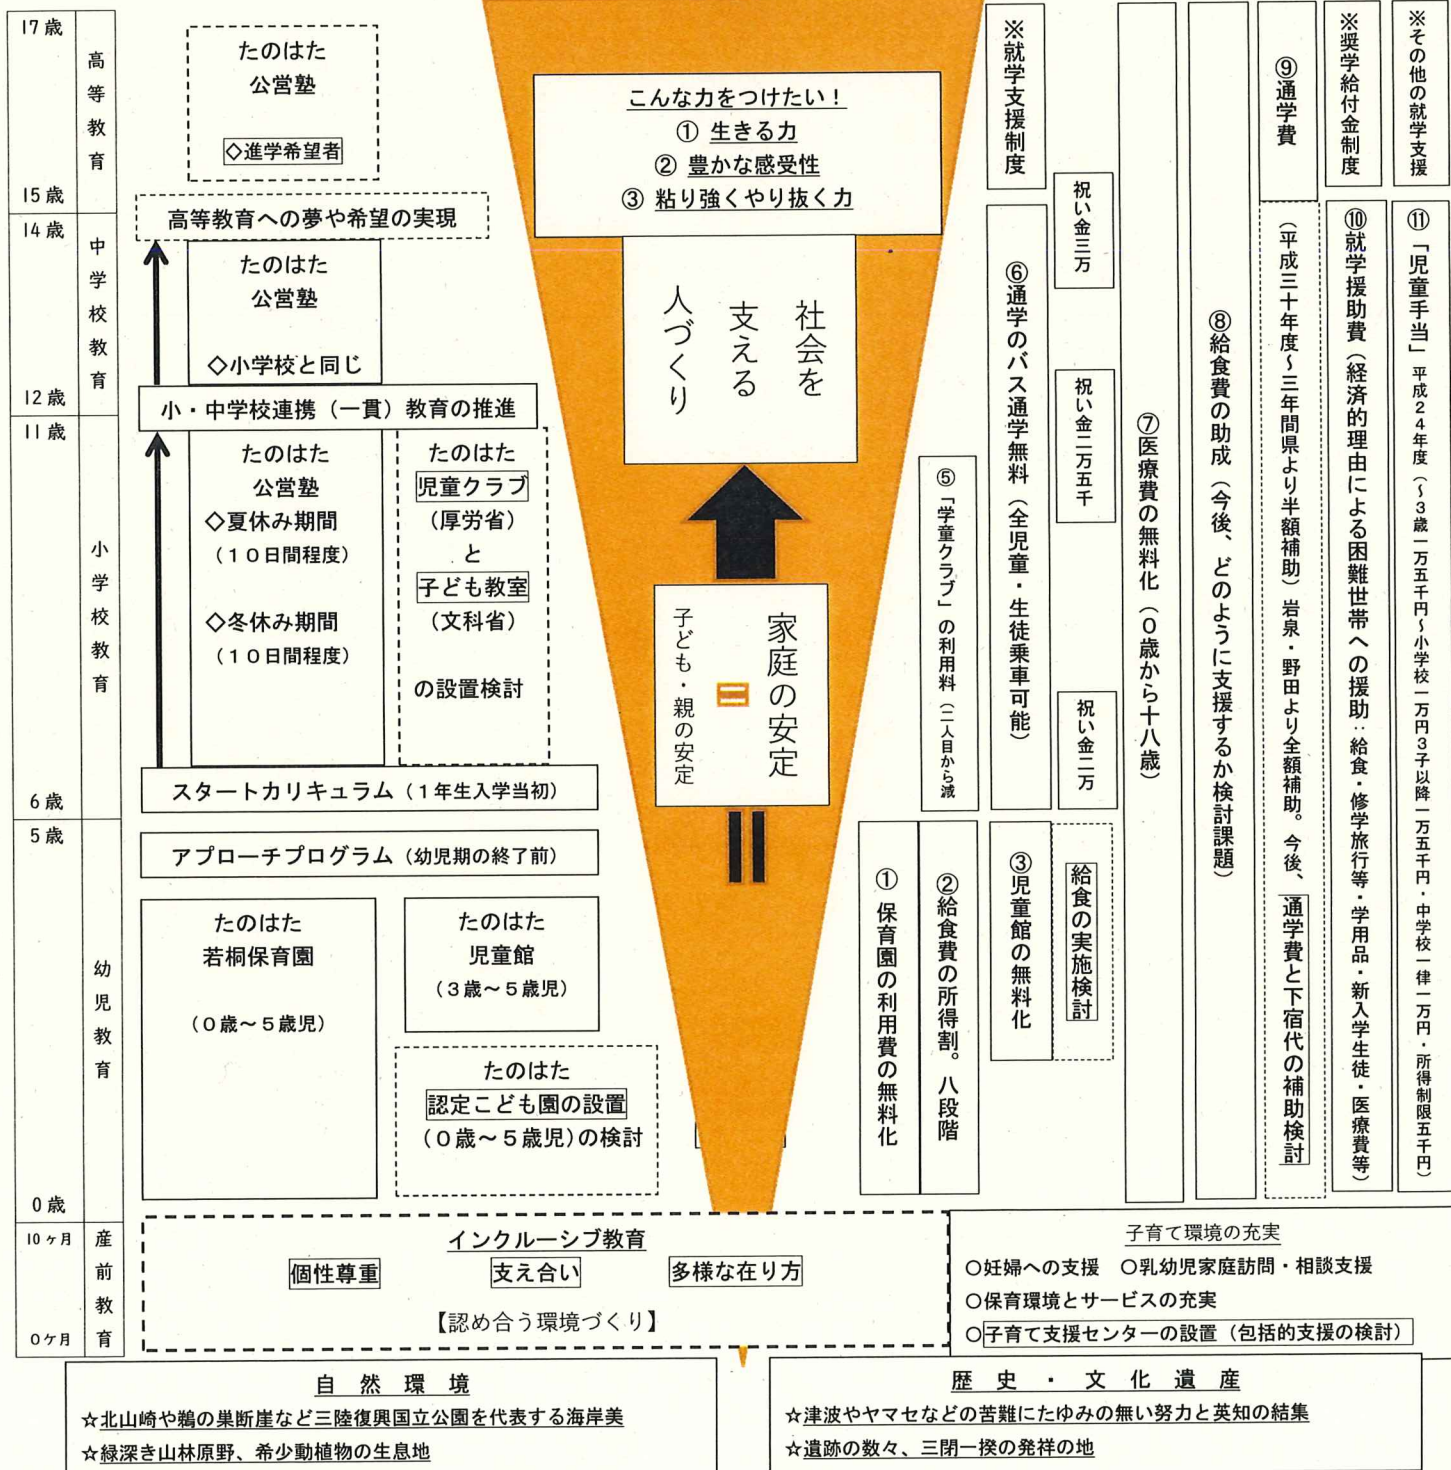 17歳
高等教育
15歳
14歳
中学校教育
12歳
11歳
小学校教育
6歳
5歳
幼児教育
0歳
10ヶ月
産前教育
0ヶ月
たのはた
公営塾
◇進学希望者
高等教育への夢や希望の実現
たのはた
公営塾
◇小学校と同じ
小・中学校連携（一貫）教育の推進
たのはた
公営塾
◇夏休み期間
（10日間程度）
◇冬休み期間
（10日間程度）
たのはた
児童クラブ
（厚労省）
と
子ども教室
（文科省）
の設置検討
スタートカリキュラム（1年生入学当初）
アプローチプログラム（幼児期の終了前）
たのはた
若桐保育園
（0歳～5歳児）
たのはた
児童館
（3歳～5歳児）
たのはた
認定こども園の設置
（0歳～5歳児）の検討
こんな力をつけたい！
① 生きる力
② 豊かな感受性
③ 粘り強くやり抜く力
社会を
支える
人づくり
家庭の安定
＝
子ども・親の安定
※その他の就学支援
⑪「児童手当」平成24年度（～3歳一万五千円～小学校一万円3子以降一万五千円・中学校一律一万円・所得制限五千円）
※奨学給付金制度
⑩就学援助費（経済的理由による困難世帯への援助：給食・修学旅行等・学用品・新入学生徒・医療費等）
⑨通学費
（平成三十年度～三年間県より半額補助）岩泉・野田より全額補助。今後、通学費と下宿代の補助検討
⑧給食費の助成（今後、どのように支援するか検討課題）
⑦医療費の無料化（0歳から十八歳）
祝い金三万
祝い金二万五千
祝い金二万
給食の実施検討
※就学支援制度
⑥通学のバス通学無料（全児童・生徒乗車可能）
③児童館の無料化
⑤「学童クラブ」の利用料（二人目から減
②給食費の所得割。八段階
①保育園の利用費の無料化
インクルーシブ教育
個性尊重 支え合い 多様な在り方
【認め合う環境づくり】
子育て環境の充実
○妊婦への支援 ○乳幼児家庭訪問・相談支援
○保育環境とサービスの充実
○子育て支援センターの設置（包括的支援の検討）
自然環境
☆北山崎や鵜の巣断崖など三陸復興国立公園を代表する海岸美
☆緑深き山林原野、希少動植物の生息地
歴史・文化遺産
☆津波やヤマセなどの苦難にたゆみの無い努力と英知の結集
☆遺跡の数々、三閉一揆の発祥の地